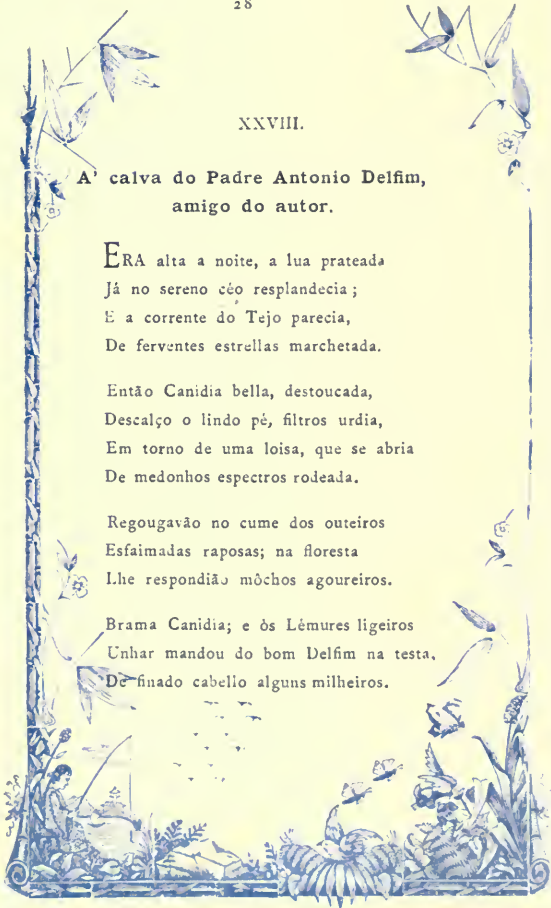 28
XXVIII.
A' calva do Padre Antonio Delfim,
amigo do autor.
ERA alta a noite, a lua prateada
Já no sereno céo resplandecia;
E a corrente do Tejo parecia,
De ferventes estrellas marchetada.
Então Canidia bella, destoucada,
Descalço o lindo pé, filtros urdia,
Em torno de uma loisa, que se abria
De medonhos espectros rodeada.
Regougavão no cume dos outeiros
Esfaimadas raposas; na floresta
Lhe respondião môchos agoureiros.
Brama Canidia; e òs Lémures ligeiros
Unhar mandou do bom Delfim na testa,
De finado cabello alguns milheiros.